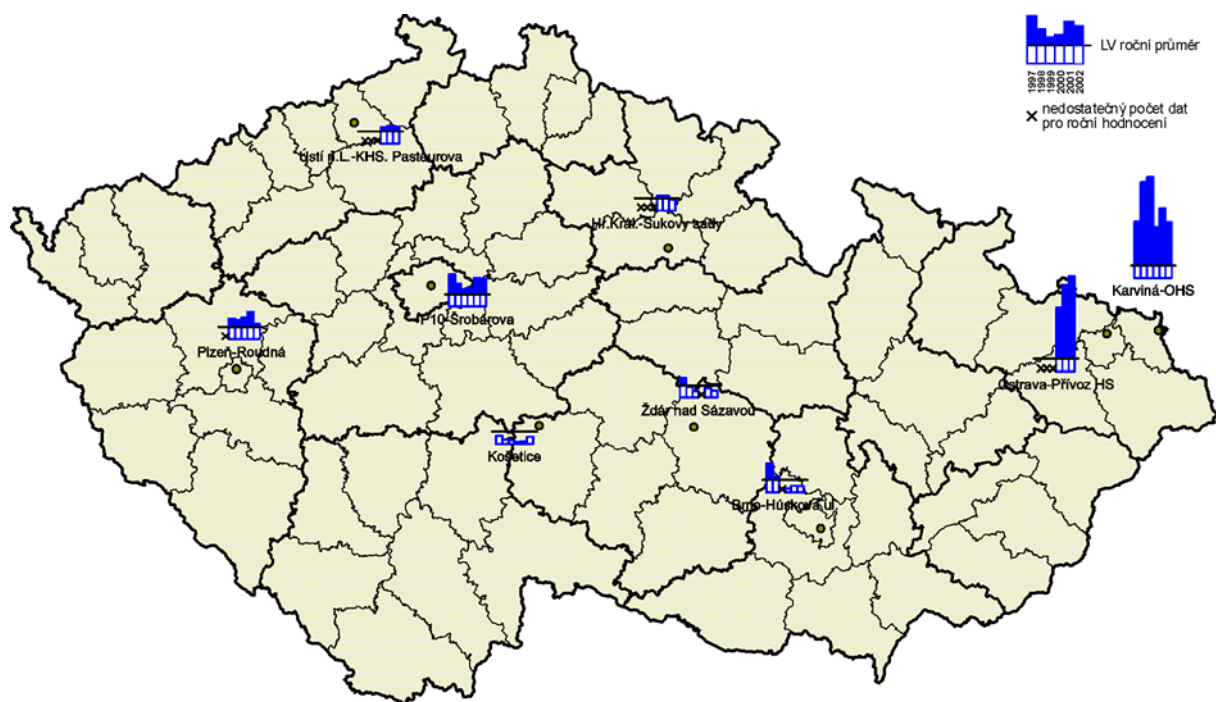 LV roční průměr
1997
1998
1999
2000
2001
2002
nedostatečný počet dat
pro roční hodnocení
Ústí n.L.-KHS. Pasteurova
Hr.Král.-Sukovy sady
Karviná-OHS
P10-Šrobárova
Plzeň-Roudná
Ostrava-Přívoz HS
Ždár nad Sázavou
Košetice
Brno-Húskova ul.